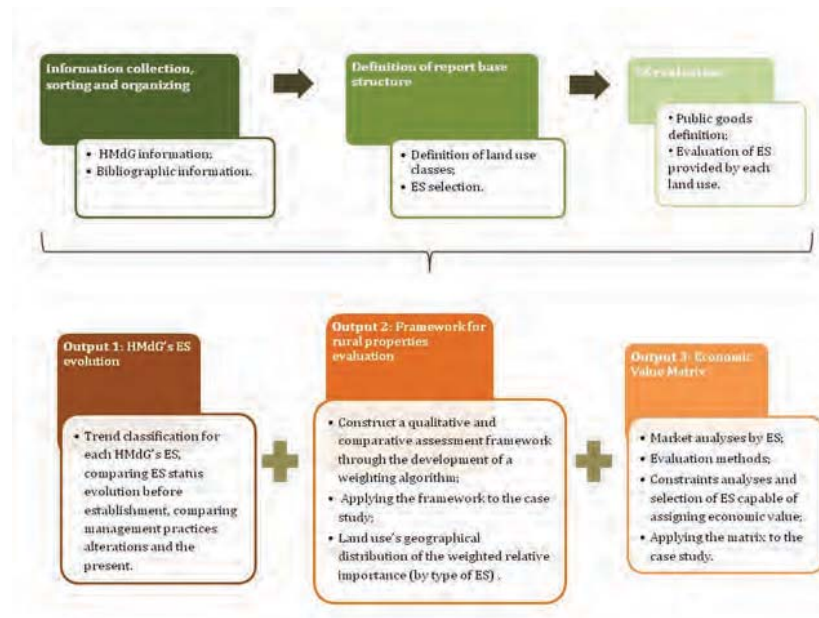 Information collection,
sorting and organizing
• HMdG information;
• Bibliographic information.
Definition of report base
structure
• Definition of land use
classes;
• ES selection.
evaluation
• Public goods
definition;
• Evaluation of ES
provided by each
land use.
Output 1: HMdG's ES
evolution
• Trend classification for
each HMdG's ES,
comparing ES status
evolution before
establishment, comparing
management practices
alterations and the
present.
Output 2: Framework for
rural properties
evaluation
• Construct a qualitative and
comparative assessment framework
through the development of a
weighting algorithm;
• Applying the framework to the case
study;
• Land use's geographical
distribution of the weighted relative
importance (by type of ES) .
Output 3- Economic
Value Matrix
• Market analyses by ES;
• Evaluation methods;
• Constraints analyses and
selection of ES capable of
assigning economic value;
• Applying the matrix to the
case study.